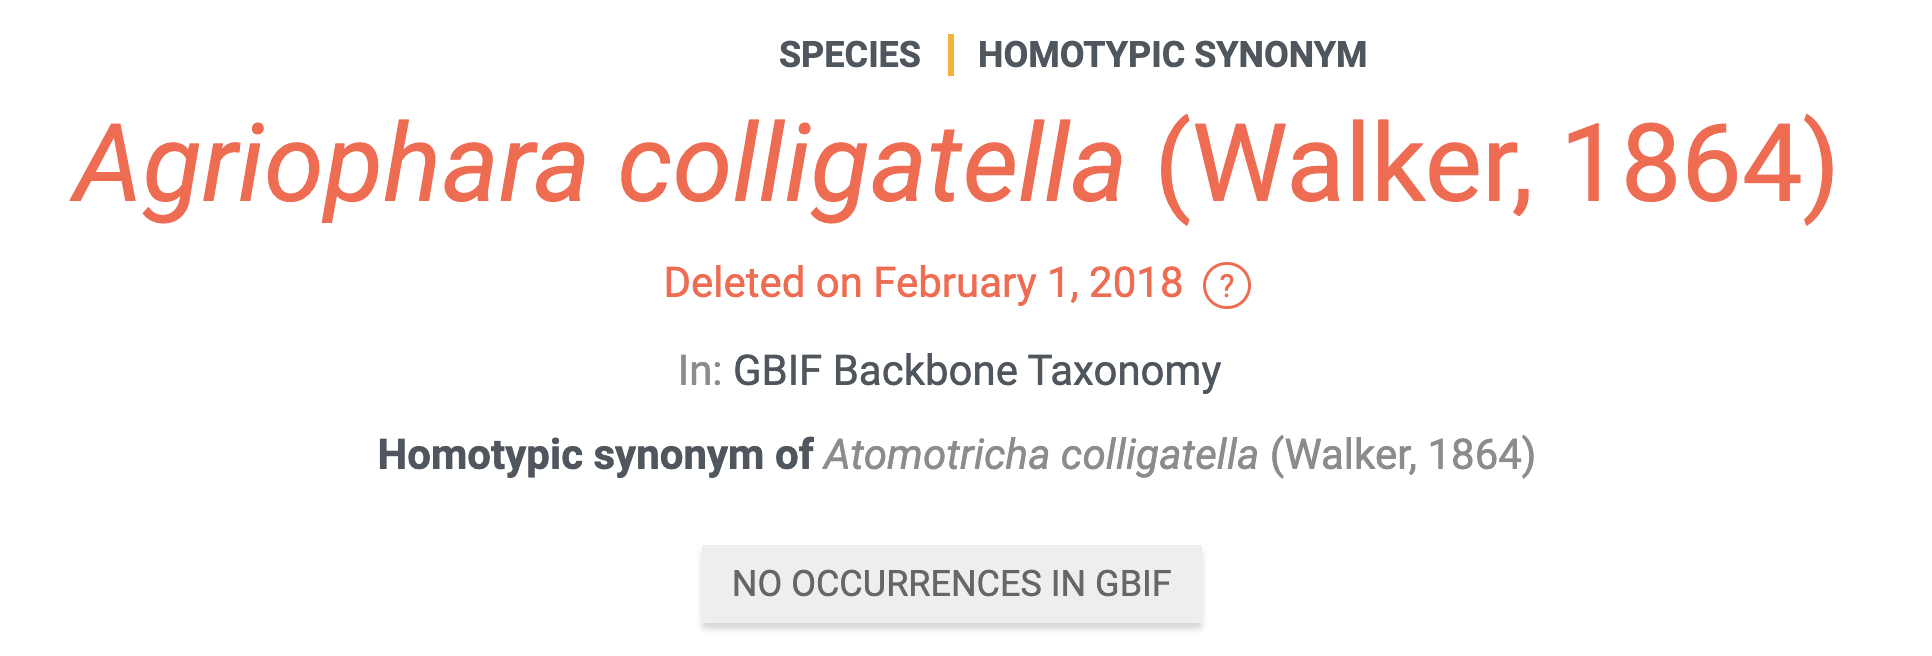 SPECIES | HOMOTYPIC SYNONYM
Agriophara colligatella (Walker, 1864)
Deleted on February 1, 2018 ?
In: GBIF Backbone Taxonomy
Homotypic synonym of Atomotricha colligatella (Walker, 1864)
NO OCCURRENCES IN GBIF